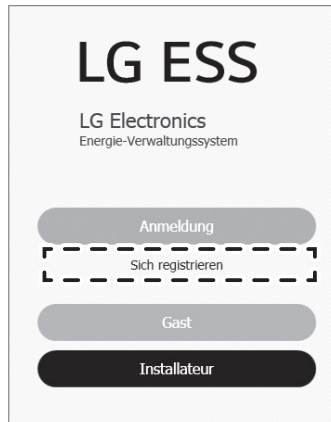 LG ESS
LG Electronics
Energie-Verwaltungssystem
Anmeldung
Sich registrieren
Gast
Installateur